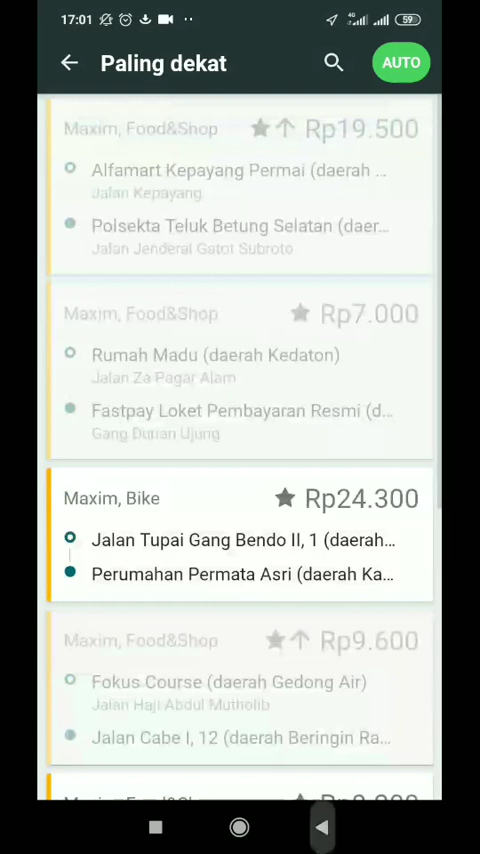 17:01
4G
59
Paling dekat
AUTO
Maxim, Food&Shop
Rp19.500
Alfamart Kepayang Permai (daerah ...
Jalan Kepayang
Polsekta Teluk Betung Selatan (daer...
Jalan Jenderal Gatot Subroto
Maxim, Food&Shop
Rp7.000
Rumah Madu (daerah Kedaton)
Jalan Za Pagar Alam
Fastpay Loket Pembayaran Resmi (d...
Gang Durian Ujung
Maxim, Bike
Rp24.300
Jalan Tupai Gang Bendo II, 1 (daerah...
Perumahan Permata Asri (daerah Ka...
Maxim, Food&Shop
Rp9.600
Fokus Course (daerah Gedong Air)
Jalan Haji Abdul Mutholib
Jalan Cabe I, 12 (daerah Beringin Ra...